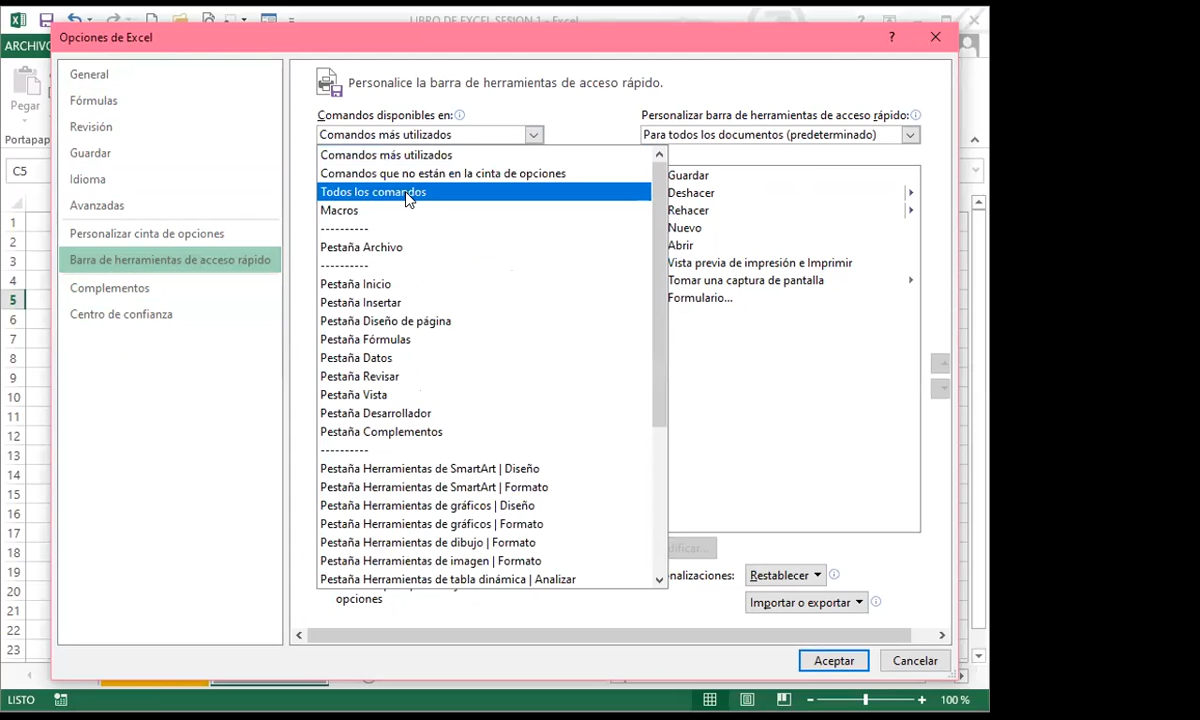 LIBRO DE EXCEL SESION 1 - Excel
ARCHIVO
Pegar
Portapap
C5
1
2
3
4
5
6
7
8
9
10
11
12
13
14
15
16
17
18
19
20
21
22
23
Opciones de Excel
General
Fórmulas
Revisión
Guardar
Idioma
Avanzadas
Personalizar cinta de opciones
Barra de herramientas de acceso rápido
Complementos
Centro de confianza
Personalice la barra de herramientas de acceso rápido.
Comandos disponibles en:
Comandos más utilizados
Comandos más utilizados
Comandos que no están en la cinta de opciones
Todos los comandos
Macros
----------
Pestaña Archivo
----------
Pestaña Inicio
Pestaña Insertar
Pestaña Diseño de página
Pestaña Fórmulas
Pestaña Datos
Pestaña Revisar
Pestaña Vista
Pestaña Desarrollador
Pestaña Complementos
----------
Pestaña Herramientas de SmartArt | Diseño
Pestaña Herramientas de SmartArt | Formato
Pestaña Herramientas de gráficos | Diseño
Pestaña Herramientas de gráficos | Formato
Pestaña Herramientas de dibujo | Formato
Pestaña Herramientas de imagen | Formato
Pestaña Herramientas de tabla dinámica | Analizar
opciones
Personalizar barra de herramientas de acceso rápido:
Para todos los documentos (predeterminado)
Guardar
Deshacer
Rehacer
Nuevo
Abrir
Vista previa de impresión e Imprimir
Tomar una captura de pantalla
Formulario...
ificar...
nalizaciones:
Restablecer
Importar o exportar
Aceptar
Cancelar
LISTO
100 %